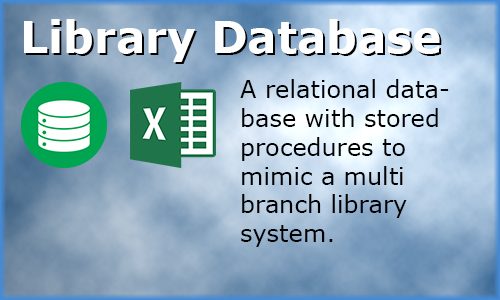 Library Database
X
A relational data-
base with stored
procedures to
mimic a multi
branch library
system.